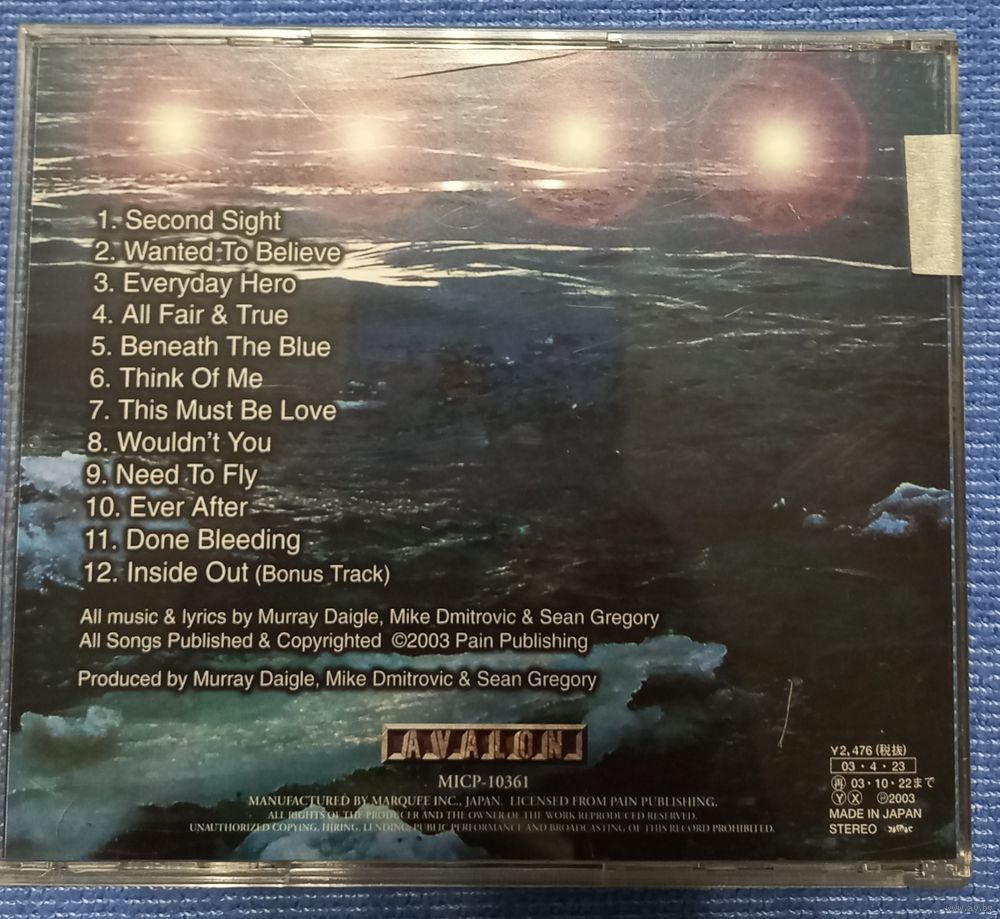 1. Second Sight
2. Wanted To Believe
3. Everyday Hero
4. All Fair & True
5. Beneath The Blue
6. Think Of Me
7. This Must Be Love
8. Wouldn't You
9. Need To Fly
10. Ever After
11. Done Bleeding
12. Inside Out (Bonus Track)
All music & lyrics by Murray Daigle, Mike Dmitrovic & Sean Gregory
All Songs Published & Copyrighted ©2003 Pain Publishing
Produced by Murray Daigle, Mike Dmitrovic & Sean Gregory
AVALON
MICP-10361
MANUFACTURED BY MARQUEE INC., JAPAN. LICENSED FROM PAIN PUBLISHING.
ALL RIGHTS OF THE PRODUCER AND THE OWNER OF THE WORK REPRODUCED RESERVED.
UNAUTHORIZED COPYING, HIRING, LENDING, PUBLIC PERFORMANCE AND BROADCASTING OF THIS RECORD PROHIBITED.
¥2,476 (税抜)
03・4・23
再 03・10・22まで
Y X ℗2003
MADE IN JAPAN
STEREO
www.ay.by